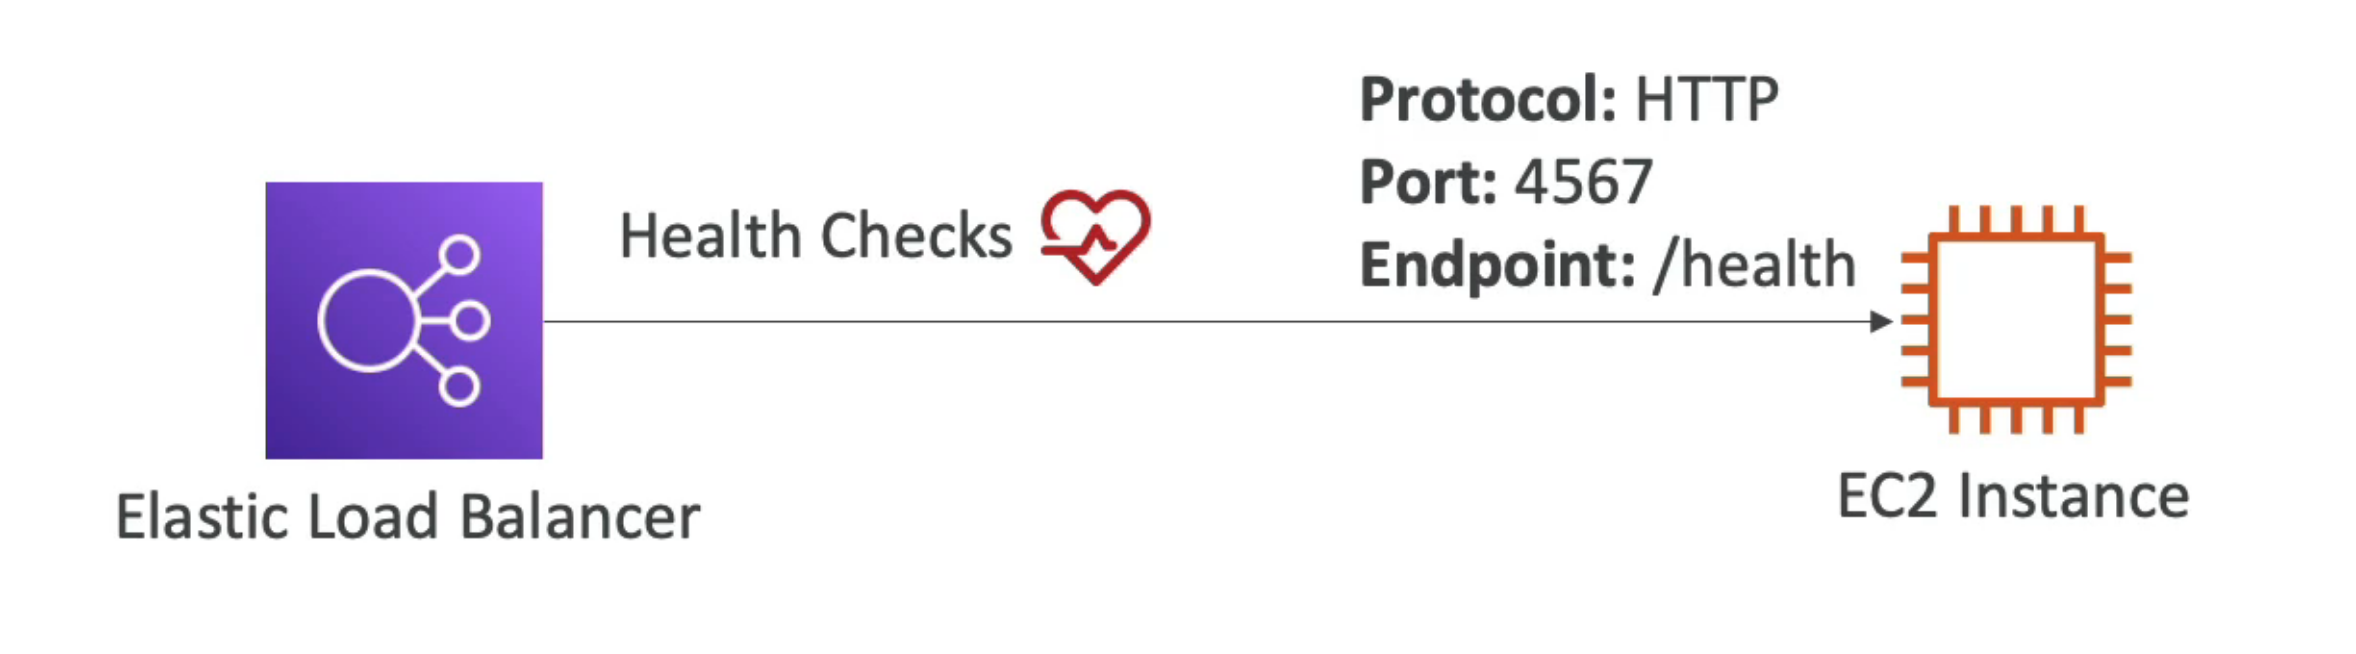 Protocol: HTTP
Port: 4567
Health Checks
Endpoint: /health
Elastic Load Balancer
EC2 Instance